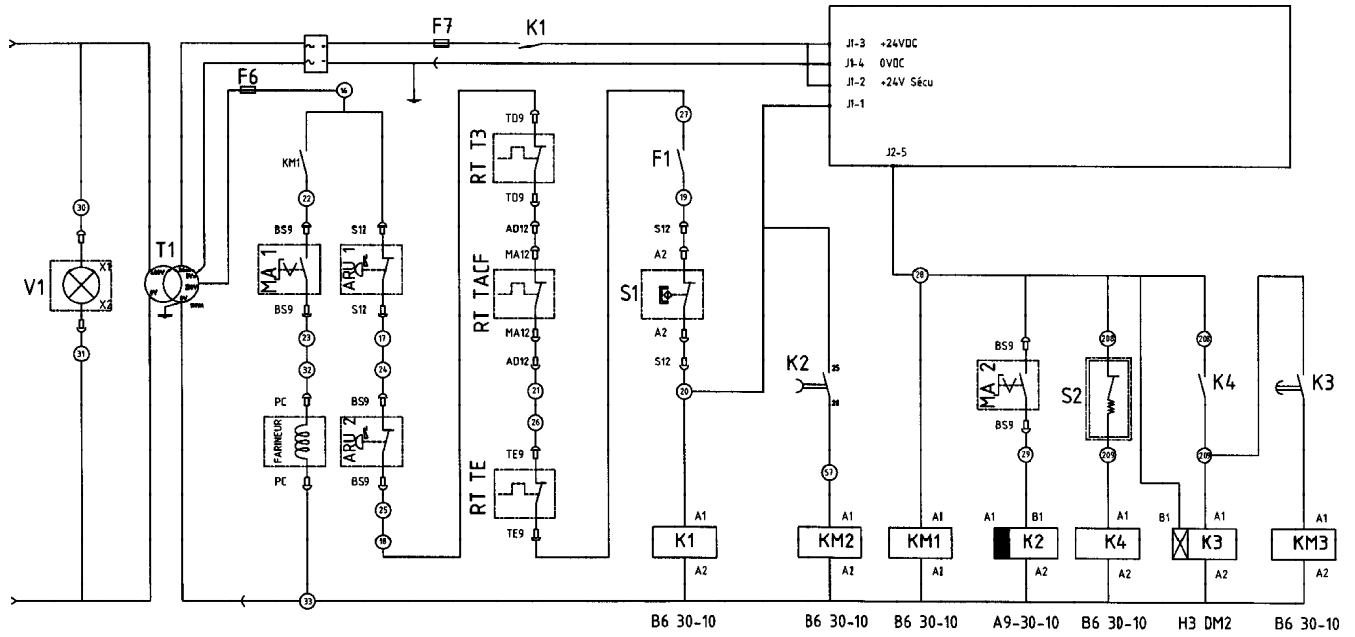 F7
K1
J1-3 +24VDC
J1-4 0VDC
J1-2 +24V Sécu
J1-1
J2-5
F6
16
KM1
22
BS9
S12
MA 1
ARU 1
BS9
S12
23
17
32
24
PC
BS9
FARINEUR
ARU 2
PC
BS9
25
18
33
30
V1
X1
X2
31
T1
0V
TD9
RT T3
TD9
AD12
MA12
RT TACF
MA12
AD12
21
26
TE9
RT TE
TE9
27
F1
19
S12
A2
S1
A2
S12
20
K2
25
26
57
28
BS9
MA 2
BS9
29
208
S2
209
208
K4
209
K3
A1
K1
A2
A1
KM2
A2
A1
KM1
A2
A1
B1
K2
A2
A1
K4
A2
B1
A1
K3
A2
A1
KM3
A2
B6 30-10
B6 30-10
B6 30-10
A9-30-10
B6 30-10
H3 DM2
B6 30-10